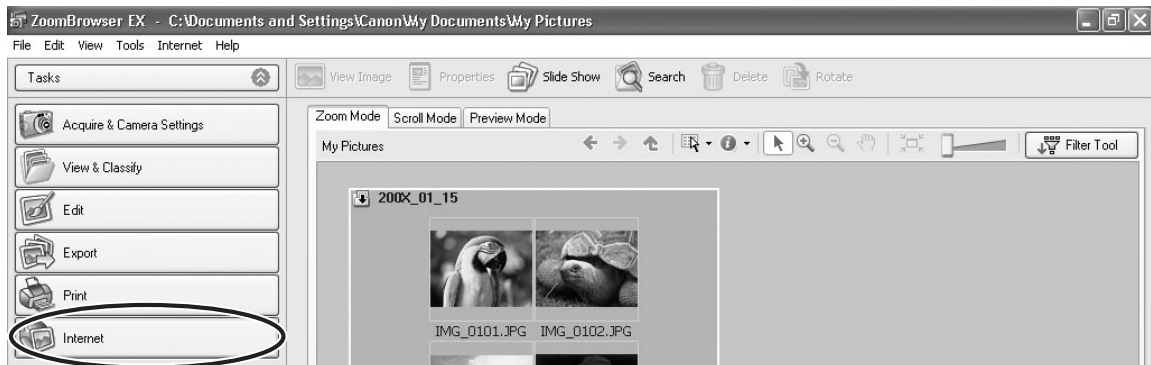 ZoomBrowser EX - C:\Documents and Settings\Canon\My Documents\My Pictures
File Edit View Tools Internet Help
Tasks
View Image Properties Slide Show Search Delete Rotate
Acquire & Camera Settings
View & Classify
Edit
Export
Print
Internet
Zoom Mode Scroll Mode Preview Mode
My Pictures
Filter Tool
200X_01_15
IMG_0101.JPG IMG_0102.JPG